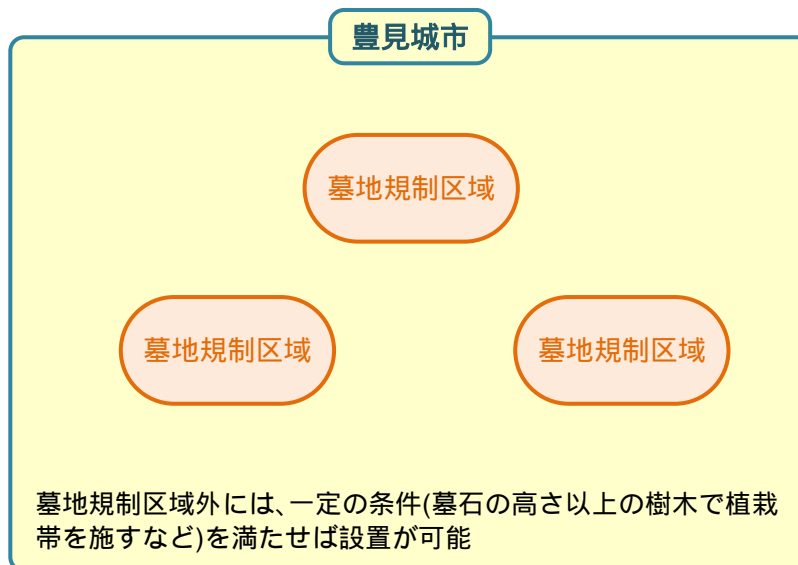 豊見城市
墓地規制区域
墓地規制区域
墓地規制区域
墓地規制区域外には、一定の条件(墓石の高さ以上の樹木で植栽
帯を施すなど)を満たせば設置が可能